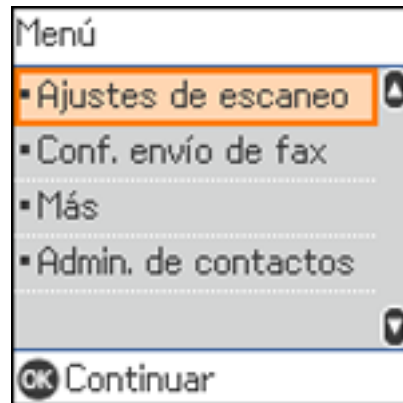 Menú
Ajustes de escaneo
Conf. envío de fax
Más
Admin. de contactos
OK Continuar